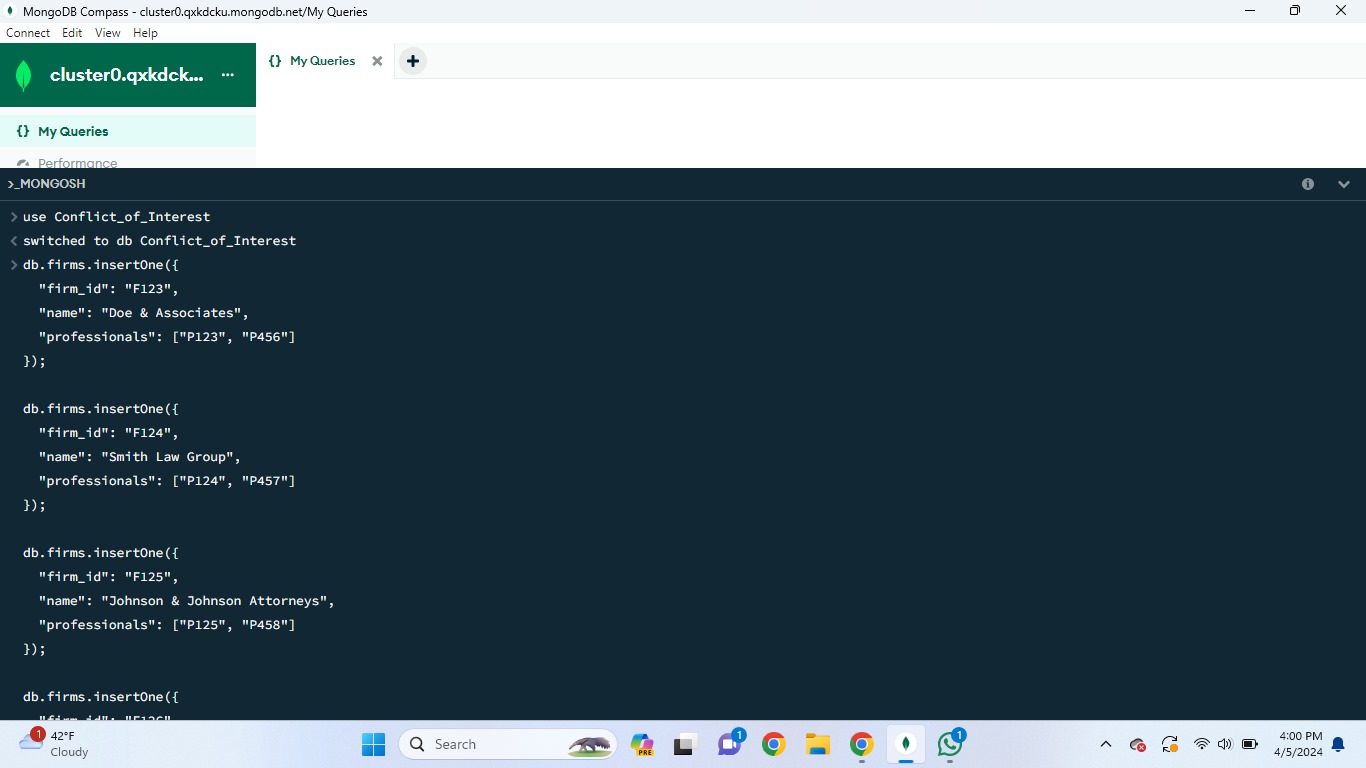 MongoDB Compass - cluster0.qxkdcku.mongodb.net/My Queries
Connect Edit View Help
cluster0.qxkdck... ···
{} My Queries
{} My Queries
Performance
>_MONGOSH
> use Conflict_of_Interest
< switched to db Conflict_of_Interest
> db.firms.insertOne({
"firm_id": "F123",
"name": "Doe & Associates",
"professionals": ["P123", "P456"]
});
db.firms.insertOne({
"firm_id": "F124",
"name": "Smith Law Group",
"professionals": ["P124", "P457"]
});
db.firms.insertOne({
"firm_id": "F125",
"name": "Johnson & Johnson Attorneys",
"professionals": ["P125", "P458"]
});
db.firms.insertOne({
"firm_id": "F126"
1
42°F
Cloudy
Search
PRE
1
1
4:00 PM
4/5/2024